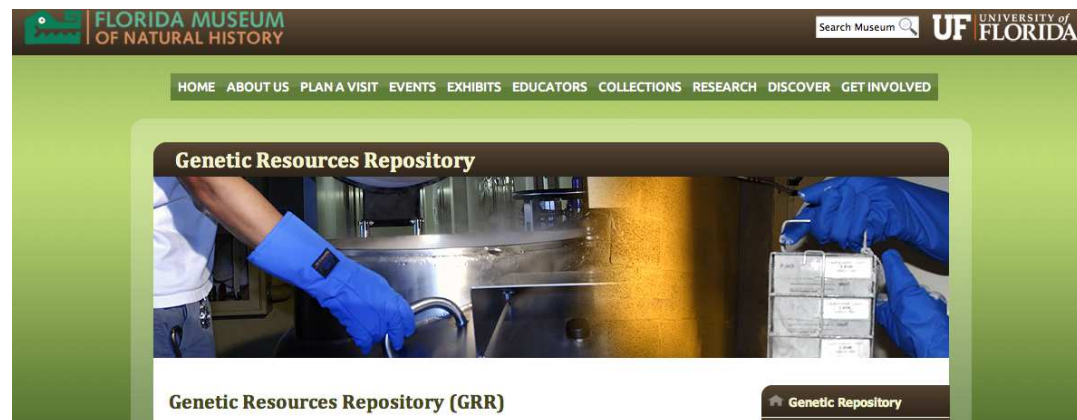 FLORIDA MUSEUM
OF NATURAL HISTORY
Search Museum
UF UNIVERSITY of
FLORIDA
HOME ABOUT US PLAN A VISIT EVENTS EXHIBITS EDUCATORS COLLECTIONS RESEARCH DISCOVER GET INVOLVED
Genetic Resources Repository
Genetic Resources Repository (GRR)
Genetic Repository